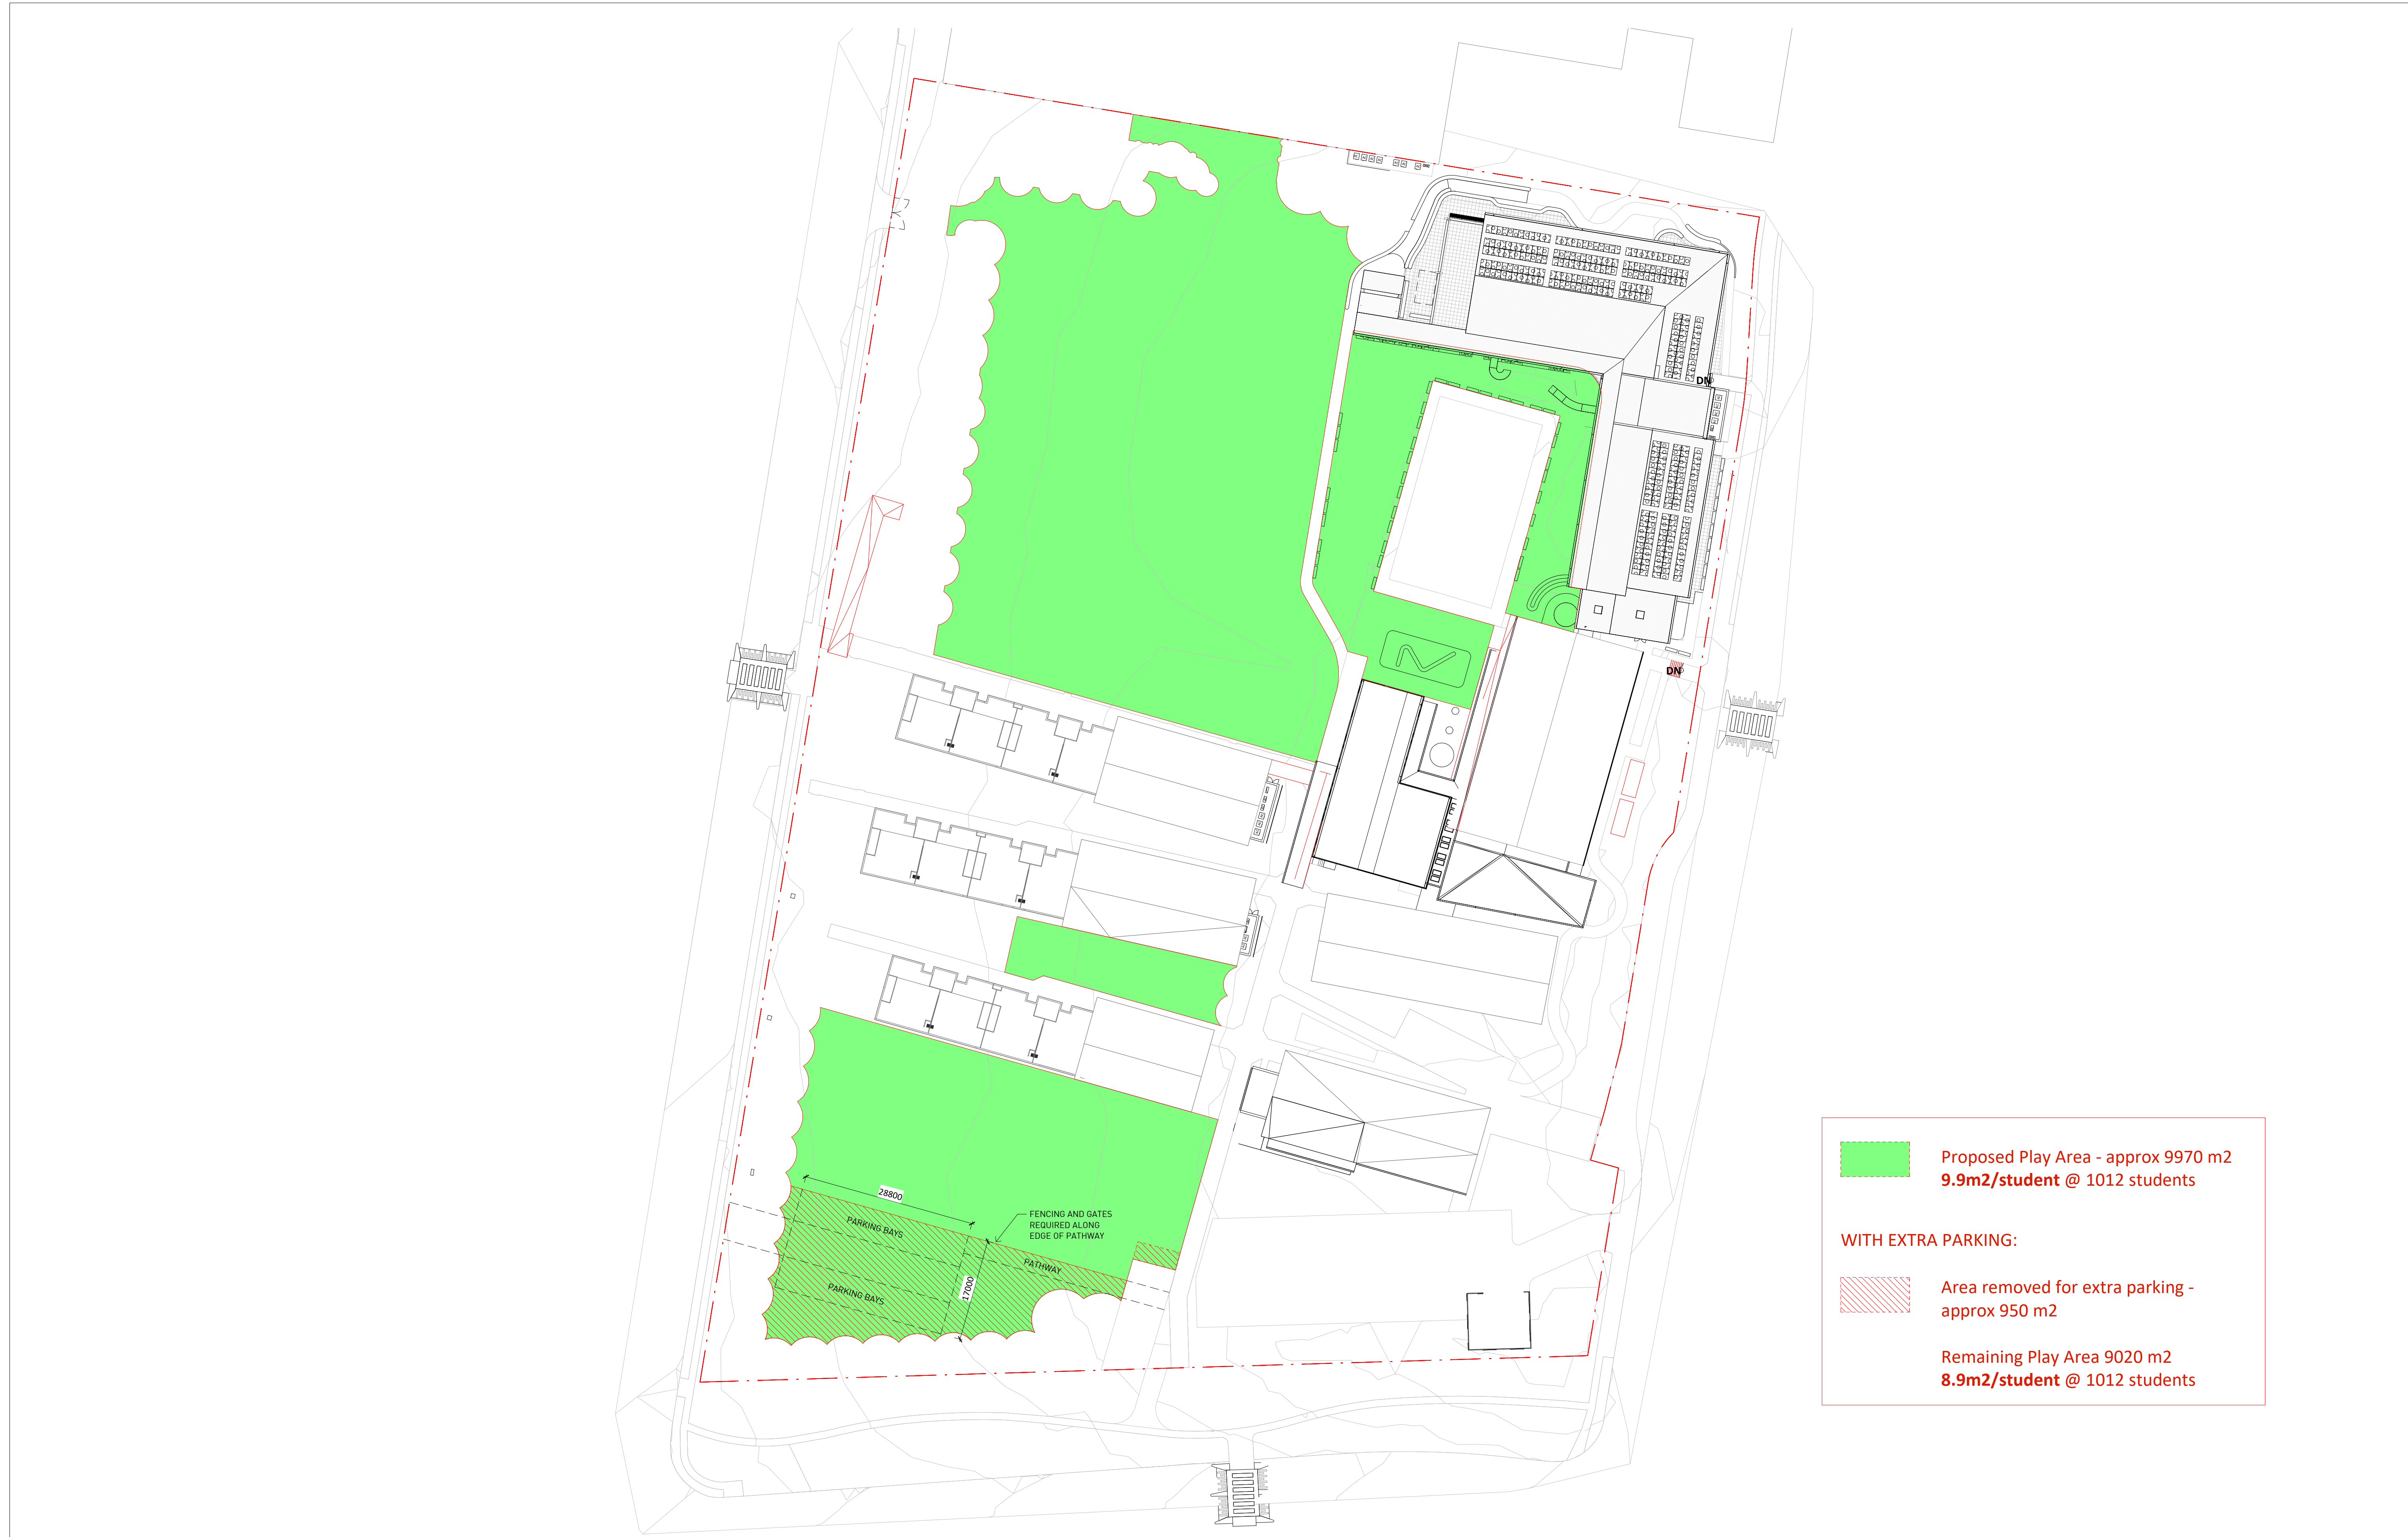 DN
DN
28800
PARKING BAYS
FENCING AND GATES
REQUIRED ALONG
EDGE OF PATHWAY
PATHWAY
17000
PARKING BAYS
Proposed Play Area - approx 9970 m2
9.9m2/student @ 1012 students
WITH EXTRA PARKING:
Area removed for extra parking -
approx 950 m2
Remaining Play Area 9020 m2
8.9m2/student @ 1012 students